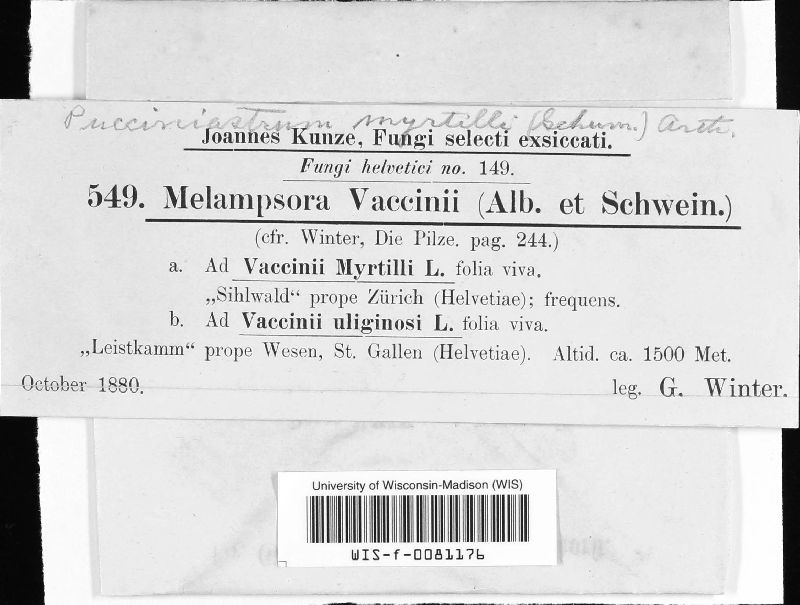 Pucciniastrum myrtilli (Schum.) Arth.
Joannes Kunze, Fungi selecti exsiccati.
Fungi helvetici no. 149.
549. Melampsora Vaccinii (Alb. et Schwein.)
(cfr. Winter, Die Pilze. pag. 244.)
a. Ad Vaccinii Myrtilli L. folia viva.
„Sihlwald“ prope Zürich (Helvetiae); frequens.
b. Ad Vaccinii uliginosi L. folia viva.
„Leistkamm“ prope Wesen, St. Gallen (Helvetiae). Altid. ca. 1500 Met.
October 1880. leg. G. Winter.
University of Wisconsin-Madison (WIS)
WIS-f-0081176